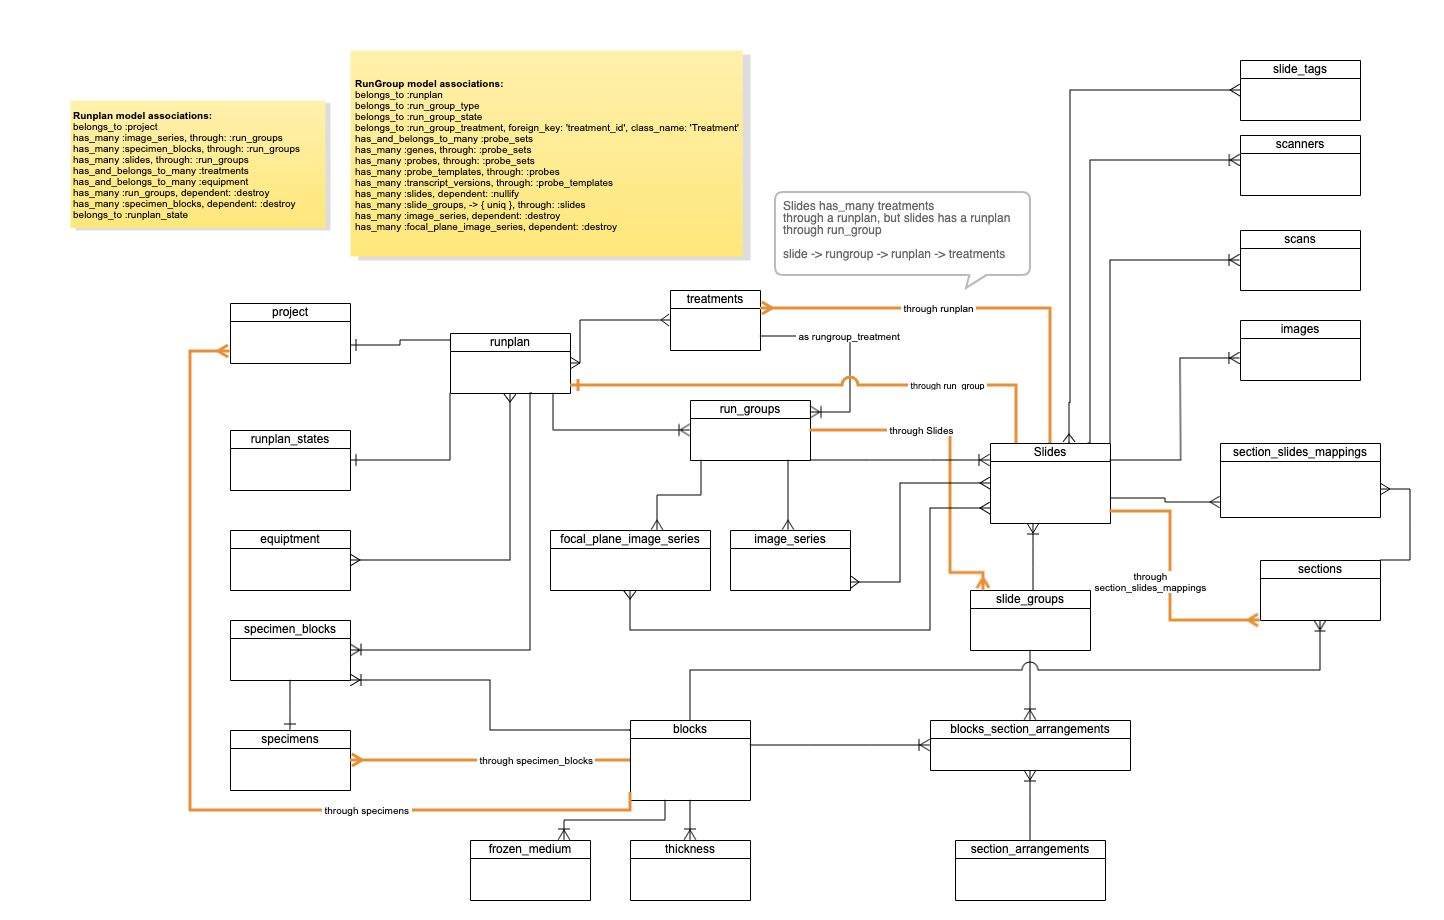 Runplan model associations:
belongs_to :project
has_many :image_series, through: :run_groups
has_many :specimen_blocks, through: :run_groups
has_many :slides, through: :run_groups
has_and_belongs_to_many :treatments
has_and_belongs_to_many :equipment
has_many :run_groups, dependent: :destroy
has_many :specimen_blocks, dependent: :destroy
belongs_to :runplan_state
RunGroup model associations:
belongs_to :runplan
belongs_to :run_group_type
belongs_to :run_group_state
belongs_to :run_group_treatment, foreign_key: 'treatment_id', class_name: 'Treatment'
has_and_belongs_to_many :probe_sets
has_many :genes, through: :probe_sets
has_many :probes, through: :probe_sets
has_many :probe_templates, through: :probes
has_many :transcript_versions, through: :probe_templates
has_many :slides, dependent: :nullify
has_many :slide_groups, -> { uniq }, through: :slides
has_many :image_series, dependent: :destroy
has_many :focal_plane_image_series, dependent: :destroy
Slides has_many treatments
through a runplan, but slides has a runplan
through run_group
slide -> rungroup -> runplan -> treatments
slide_tags
scanners
scans
images
project
treatments
through runplan
runplan
as rungroup_treatment
through run_group
run_groups
through Slides
runplan_states
Slides
section_slides_mappings
equiptment
focal_plane_image_series
image_series
sections
through
section_slides_mappings
slide_groups
specimen_blocks
specimens
blocks
blocks_section_arrangements
through specimen_blocks
through specimens
frozen_medium
thickness
section_arrangements